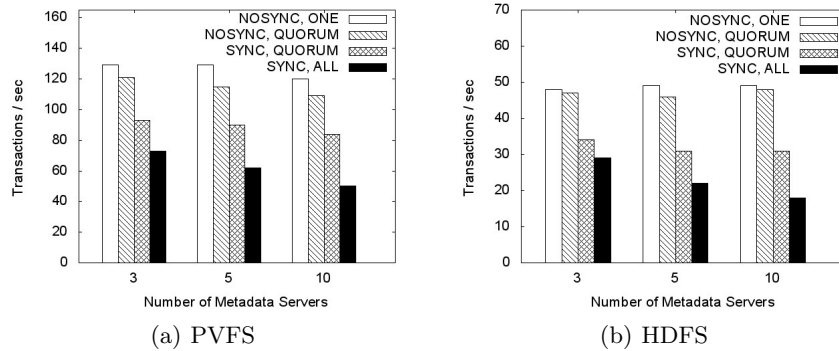 160
140
120
100
80
60
40
20
0
Transactions / sec
NOSYNC, ONE
NOSYNC, QUORUM
SYNC, QUORUM
SYNC, ALL
3 5 10
Number of Metadata Servers
(a) PVFS
70
60
50
40
30
20
10
0
Transactions / sec
NOSYNC, ONE
NOSYNC, QUORUM
SYNC, QUORUM
SYNC, ALL
3 5 10
Number of Metadata Servers
(b) HDFS